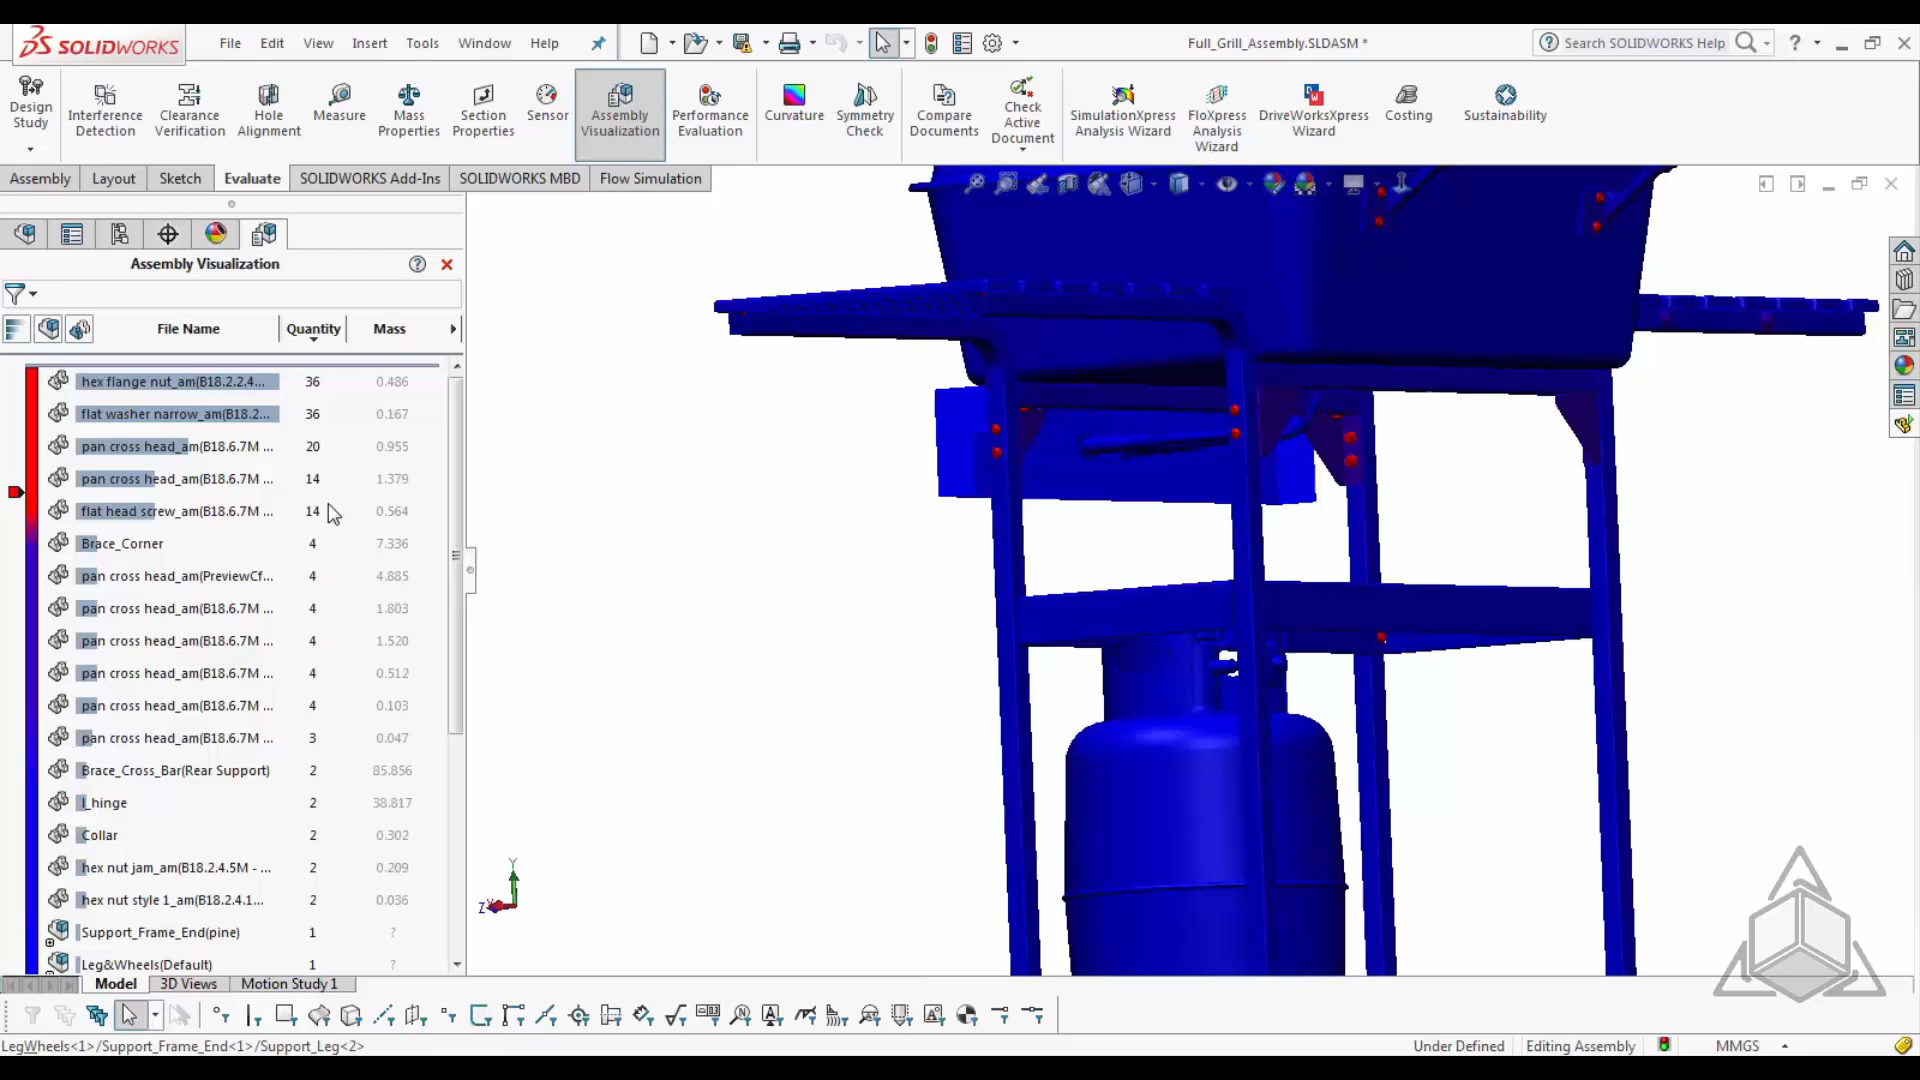 SOLIDWORKS File Edit View Insert Tools Window Help Full_Grill_Assembly.SLDASM * Search SOLIDWORKS Help
Design Study
Interference Detection
Clearance Verification
Hole Alignment
Measure
Mass Properties
Section Properties
Sensor
Assembly Visualization
Performance Evaluation
Curvature
Symmetry Check
Compare Documents
Check Active Document
SimulationXpress Analysis Wizard
FloXpress Analysis Wizard
DriveWorksXpress Wizard
Costing
Sustainability
Assembly Layout Sketch Evaluate SOLIDWORKS Add-Ins SOLIDWORKS MBD Flow Simulation
Assembly Visualization
File Name Quantity Mass
hex flange nut_am(B18.2.2.4... 36 0.486
flat washer narrow_am(B18.2... 36 0.167
pan cross head_am(B18.6.7M ... 20 0.955
pan cross head_am(B18.6.7M ... 14 1.379
flat head screw_am(B18.6.7M ... 14 0.564
Brace_Corner 4 7.336
pan cross head_am(PreviewCf... 4 4.885
pan cross head_am(B18.6.7M ... 4 1.803
pan cross head_am(B18.6.7M ... 4 1.520
pan cross head_am(B18.6.7M ... 4 0.512
pan cross head_am(B18.6.7M ... 4 0.103
pan cross head_am(B18.6.7M ... 3 0.047
Brace_Cross_Bar(Rear Support) 2 85.856
l_hinge 2 38.817
Collar 2 0.302
hex nut jam_am(B18.2.4.5M - ... 2 0.209
hex nut style 1_am(B18.2.4.1... 2 0.036
Support_Frame_End(pine) 1 ?
Leg&Wheels(Default) 1 ?
Y
Z
Model 3D Views Motion Study 1
LegWheels<1>/Support_Frame_End<1>/Support_Leg<2> Under Defined Editing Assembly MMGS